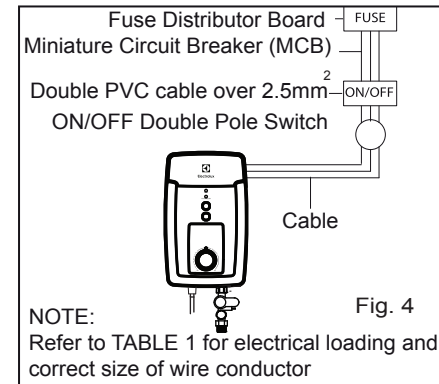 Fuse Distributor Board
FUSE
Miniature Circuit Breaker (MCB)
Double PVC cable over 2.5mm²
ON/OFF
ON/OFF Double Pole Switch
Electrolux
Cable
Fig. 4
NOTE:
Refer to TABLE 1 for electrical loading and
correct size of wire conductor